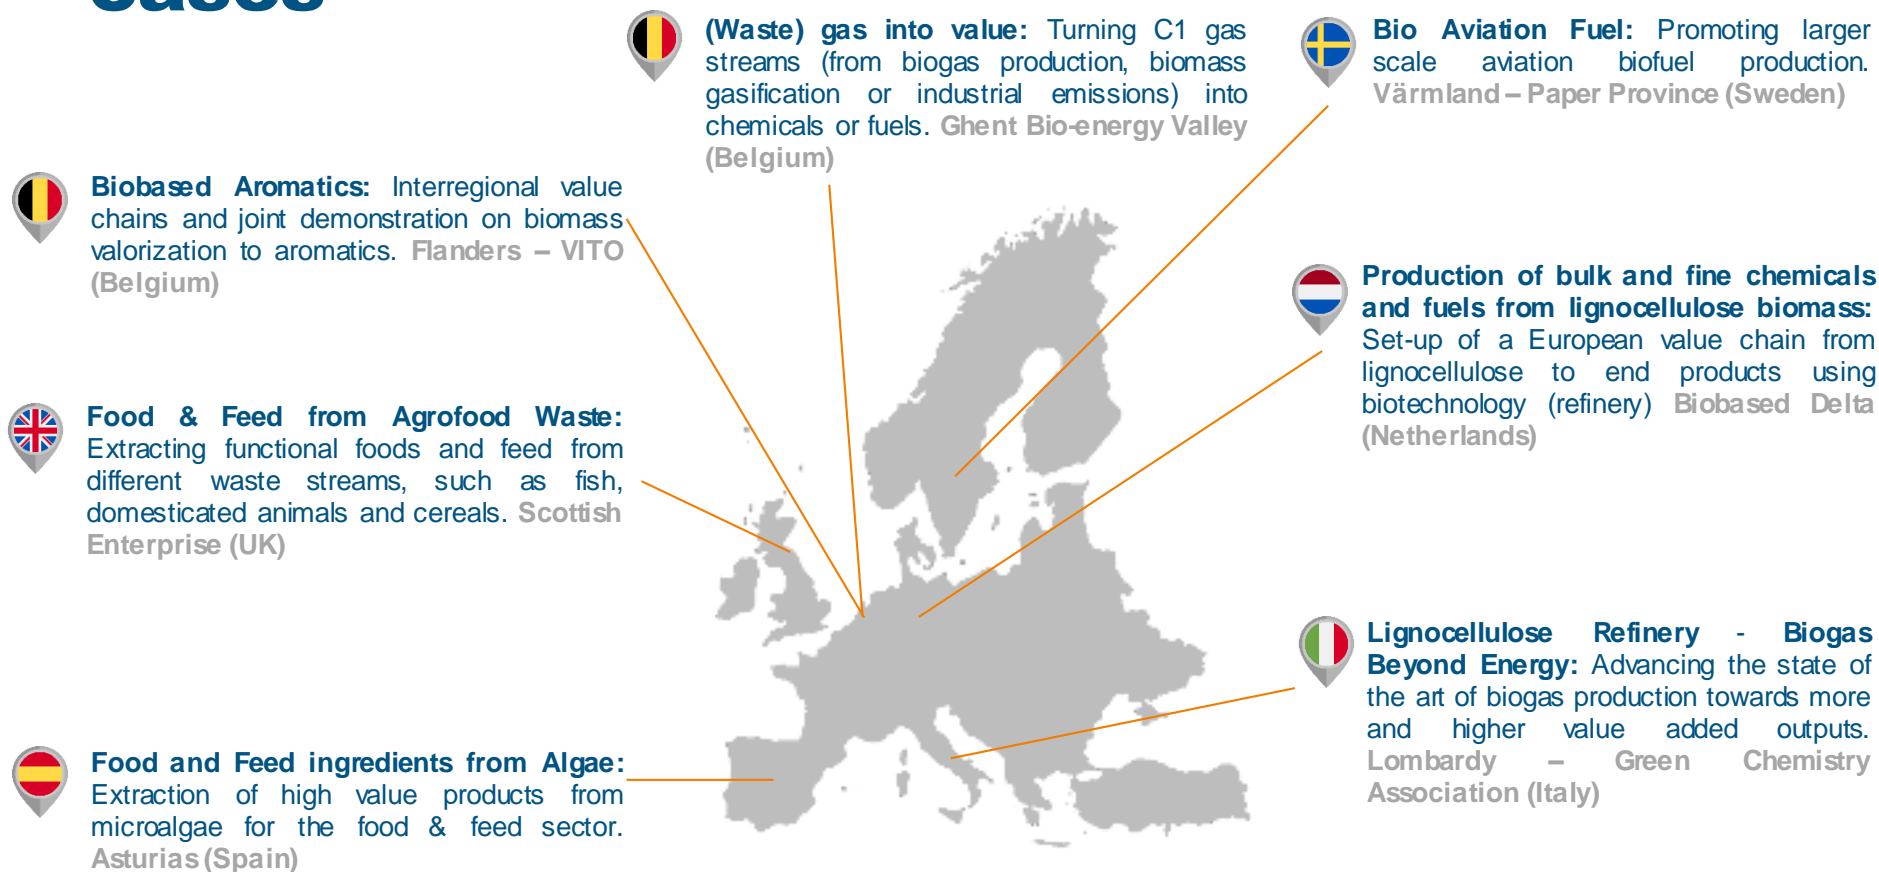 cases
(Waste) gas into value: Turning C1 gas
streams (from biogas production, biomass
gasification or industrial emissions) into
chemicals or fuels. Ghent Bio-energy Valley
(Belgium)
Bio Aviation Fuel: Promoting larger
scale aviation biofuel production.
Värmland – Paper Province (Sweden)
Biobased Aromatics: Interregional value
chains and joint demonstration on biomass
valorization to aromatics. Flanders – VITO
(Belgium)
Production of bulk and fine chemicals
and fuels from lignocellulose biomass:
Set-up of a European value chain from
lignocellulose to end products using
biotechnology (refinery) Biobased Delta
(Netherlands)
Food & Feed from Agrofood Waste:
Extracting functional foods and feed from
different waste streams, such as fish,
domesticated animals and cereals. Scottish
Enterprise (UK)
Lignocellulose Refinery - Biogas
Beyond Energy: Advancing the state of
the art of biogas production towards more
and higher value added outputs.
Lombardy – Green Chemistry
Association (Italy)
Food and Feed ingredients from Algae:
Extraction of high value products from
microalgae for the food & feed sector.
Asturias (Spain)